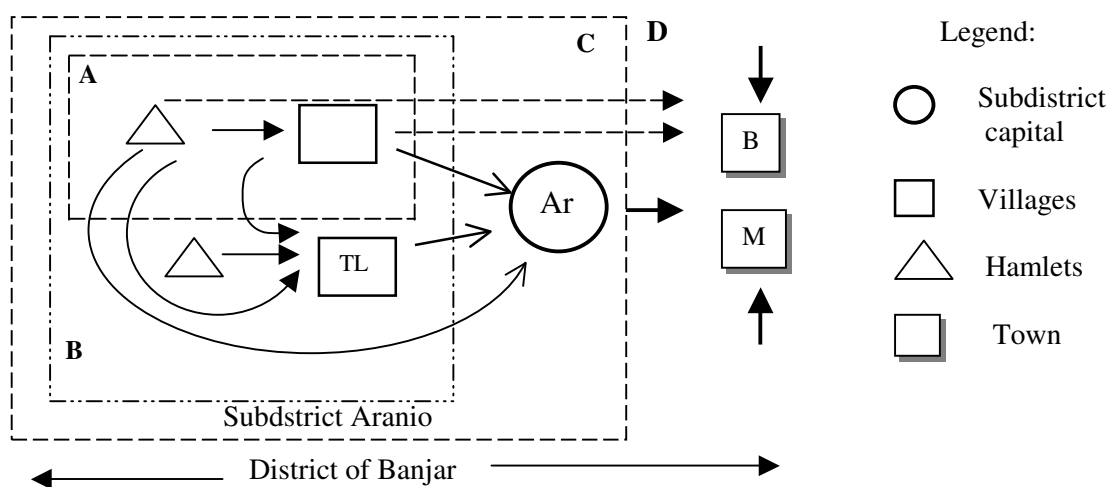 C
D
Legend:
A
Subdistrict
capital
B
Ar
Villages
M
TL
Hamlets
Town
B
Subdstrict Aranio
District of Banjar